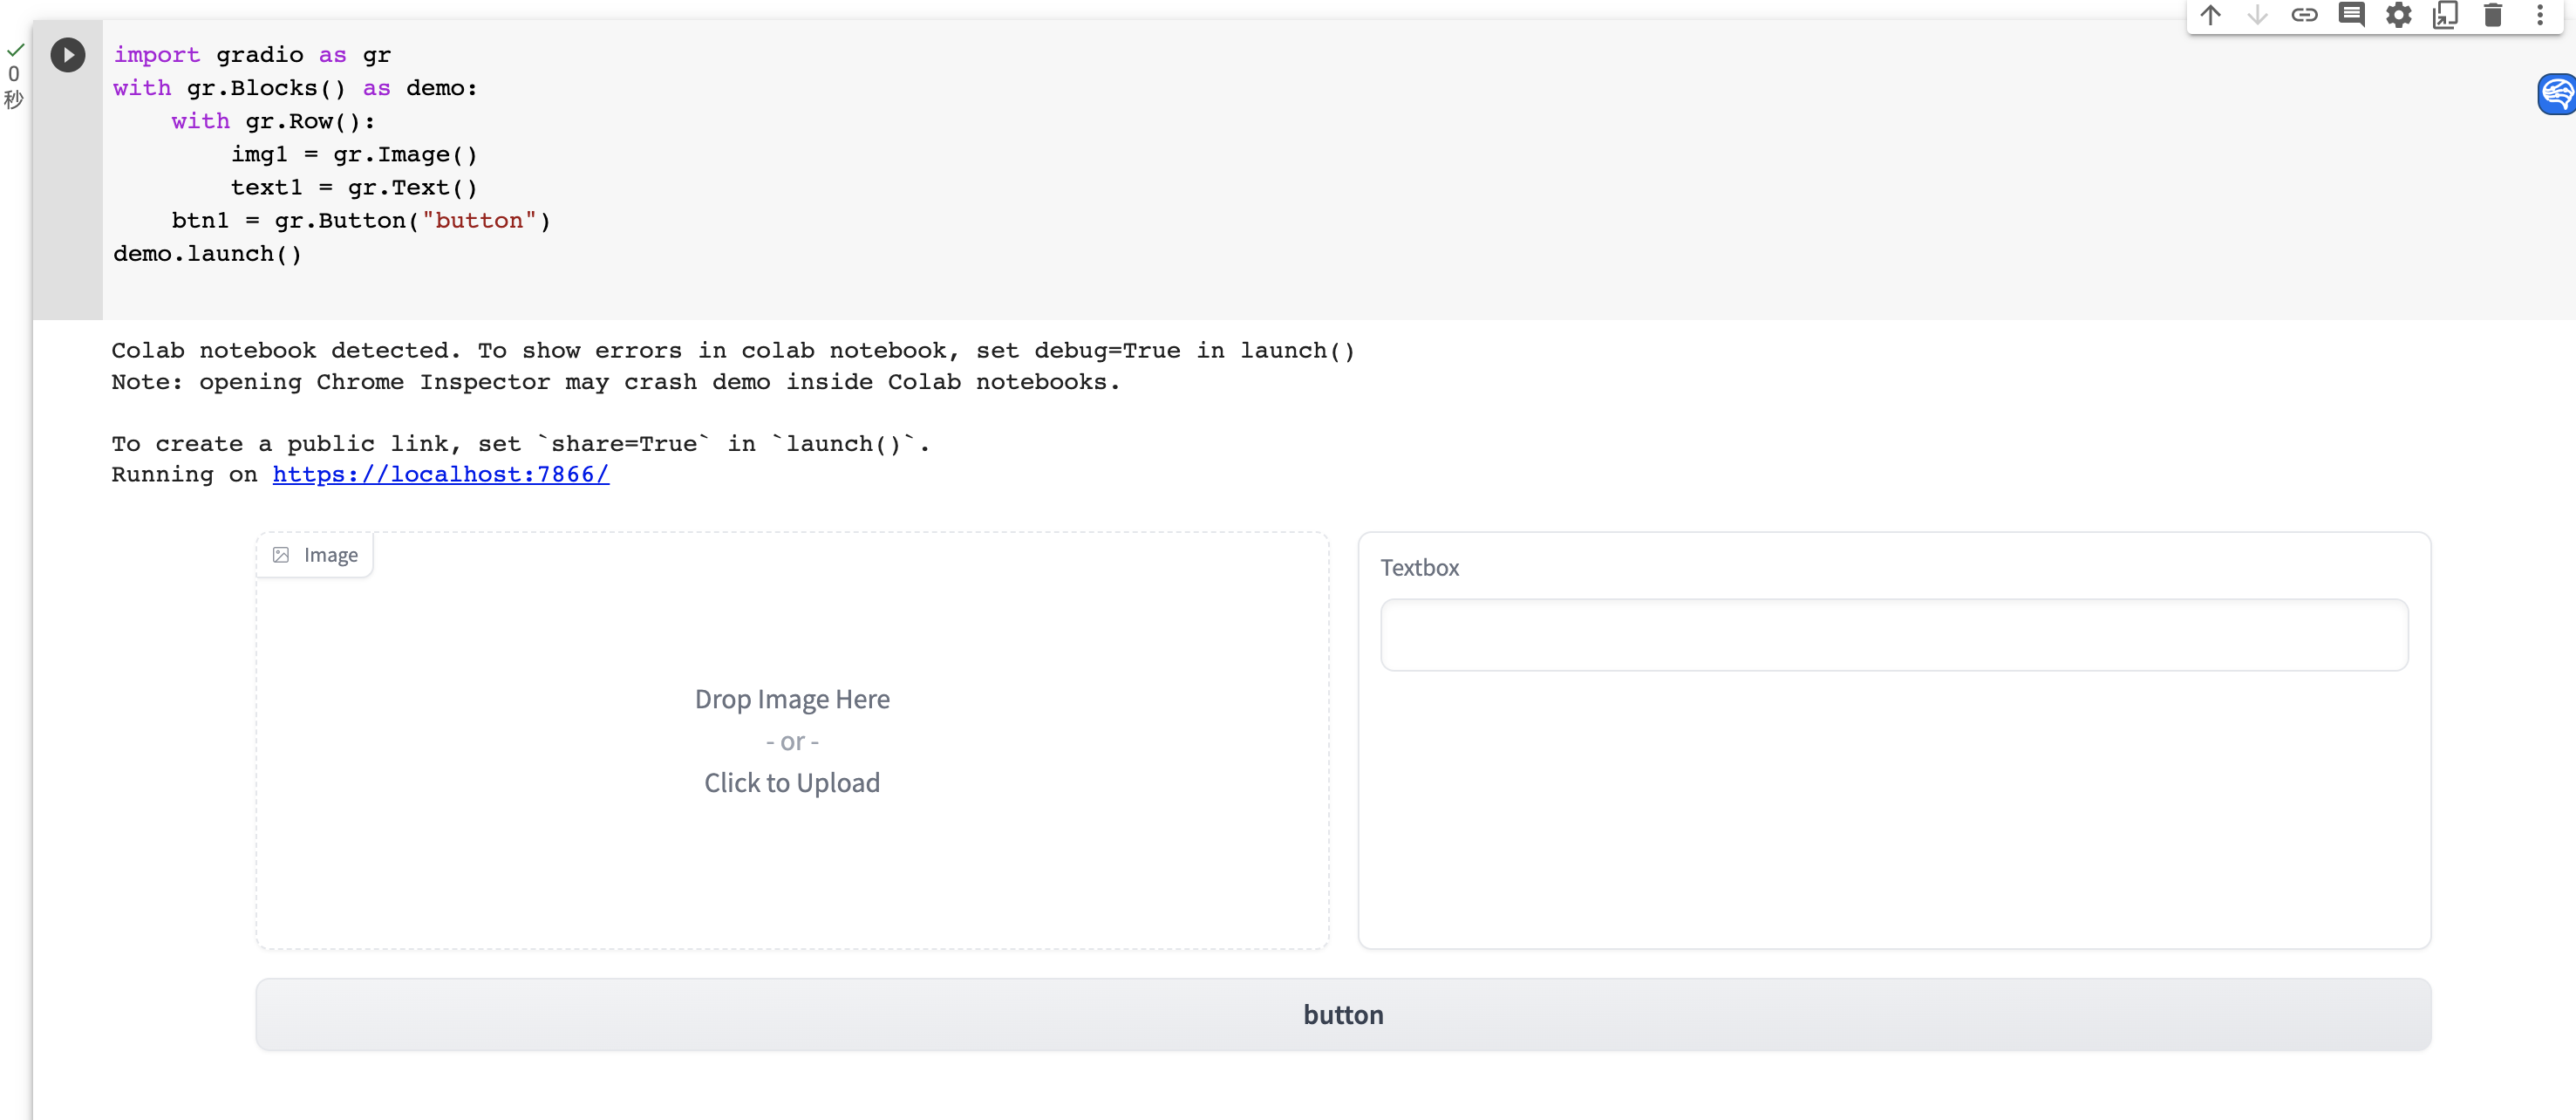 0
秒
import gradio as gr
with gr.Blocks() as demo:
    with gr.Row():
        img1 = gr.Image()
        text1 = gr.Text()
    btn1 = gr.Button("button")
demo.launch()
Colab notebook detected. To show errors in colab notebook, set debug=True in launch()
Note: opening Chrome Inspector may crash demo inside Colab notebooks.
To create a public link, set `share=True` in `launch()`.
Running on https://localhost:7866/
Image
Drop Image Here
- or -
Click to Upload
Textbox
button